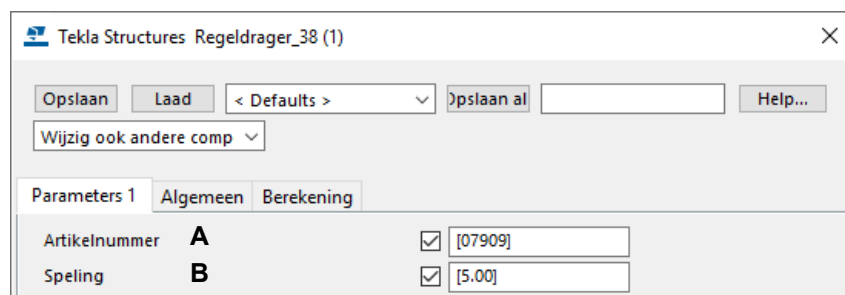 Tekla Structures Regeldrager_38 (1)
Opslaan Laad < Defaults > Opslaan al Help...
Wijzig ook andere comp
Parameters 1 Algemeen Berekening
Artikelnummer A [07909]
Speling B [5.00]